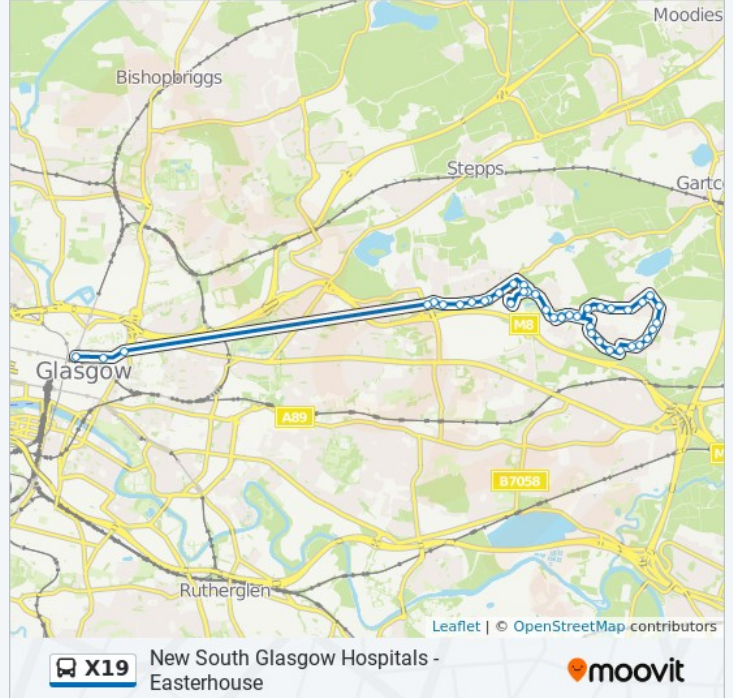 Moodies
Bishopbriggs
Stepps
Gartc
M8
Glasgow
A89
M
B7058
Rutherglen
Leaflet | © OpenStreetMap contributors
X19
New South Glasgow Hospitals -
Easterhouse
moovit